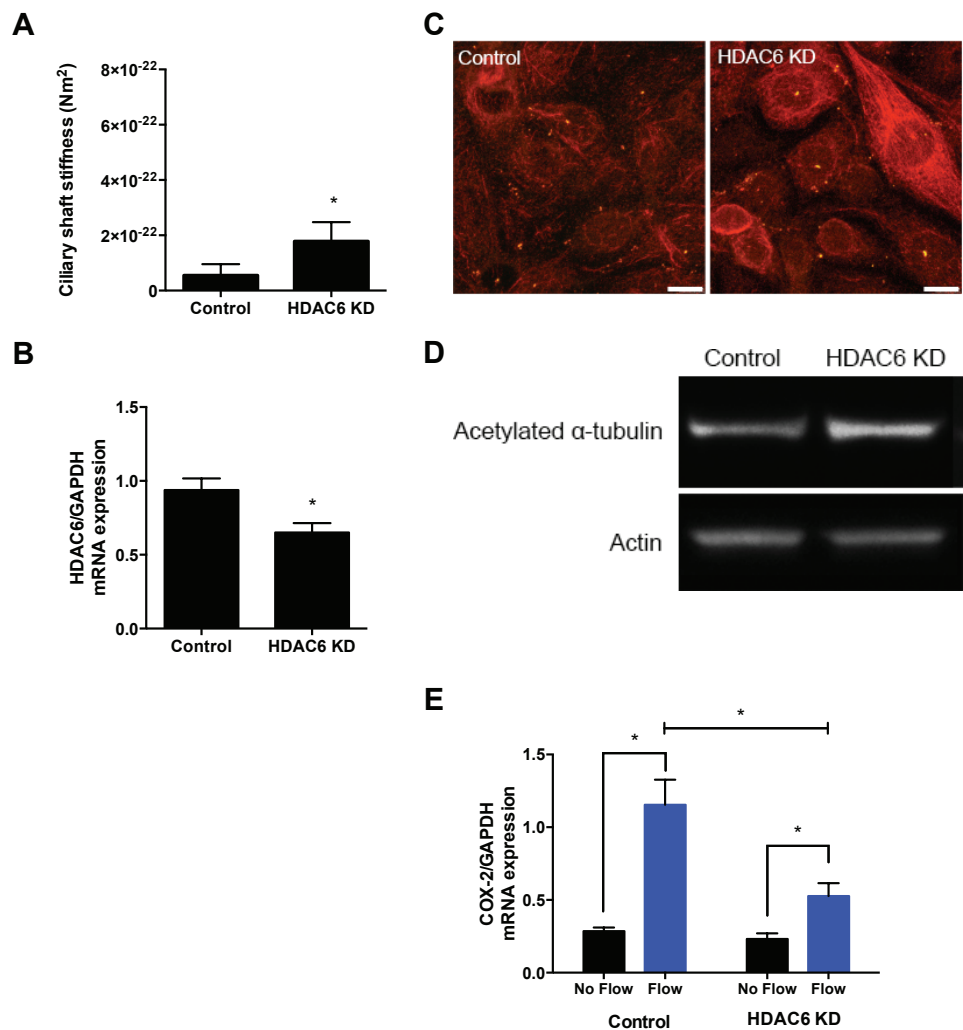 A
Ciliary shaft stiffness (Nm²)
8×10⁻²²
6×10⁻²²
4×10⁻²²
2×10⁻²²
0
*
Control
HDAC6 KD
B
HDAC6/GAPDH
mRNA expression
1.5
1.0
0.5
0.0
*
Control
HDAC6 KD
C
Control
HDAC6 KD
D
Control
HDAC6 KD
Acetylated α-tubulin
Actin
E
COX-2/GAPDH
mRNA expression
1.5
1.0
0.5
0.0
*
*
*
No Flow
Flow
No Flow
Flow
Control
HDAC6 KD